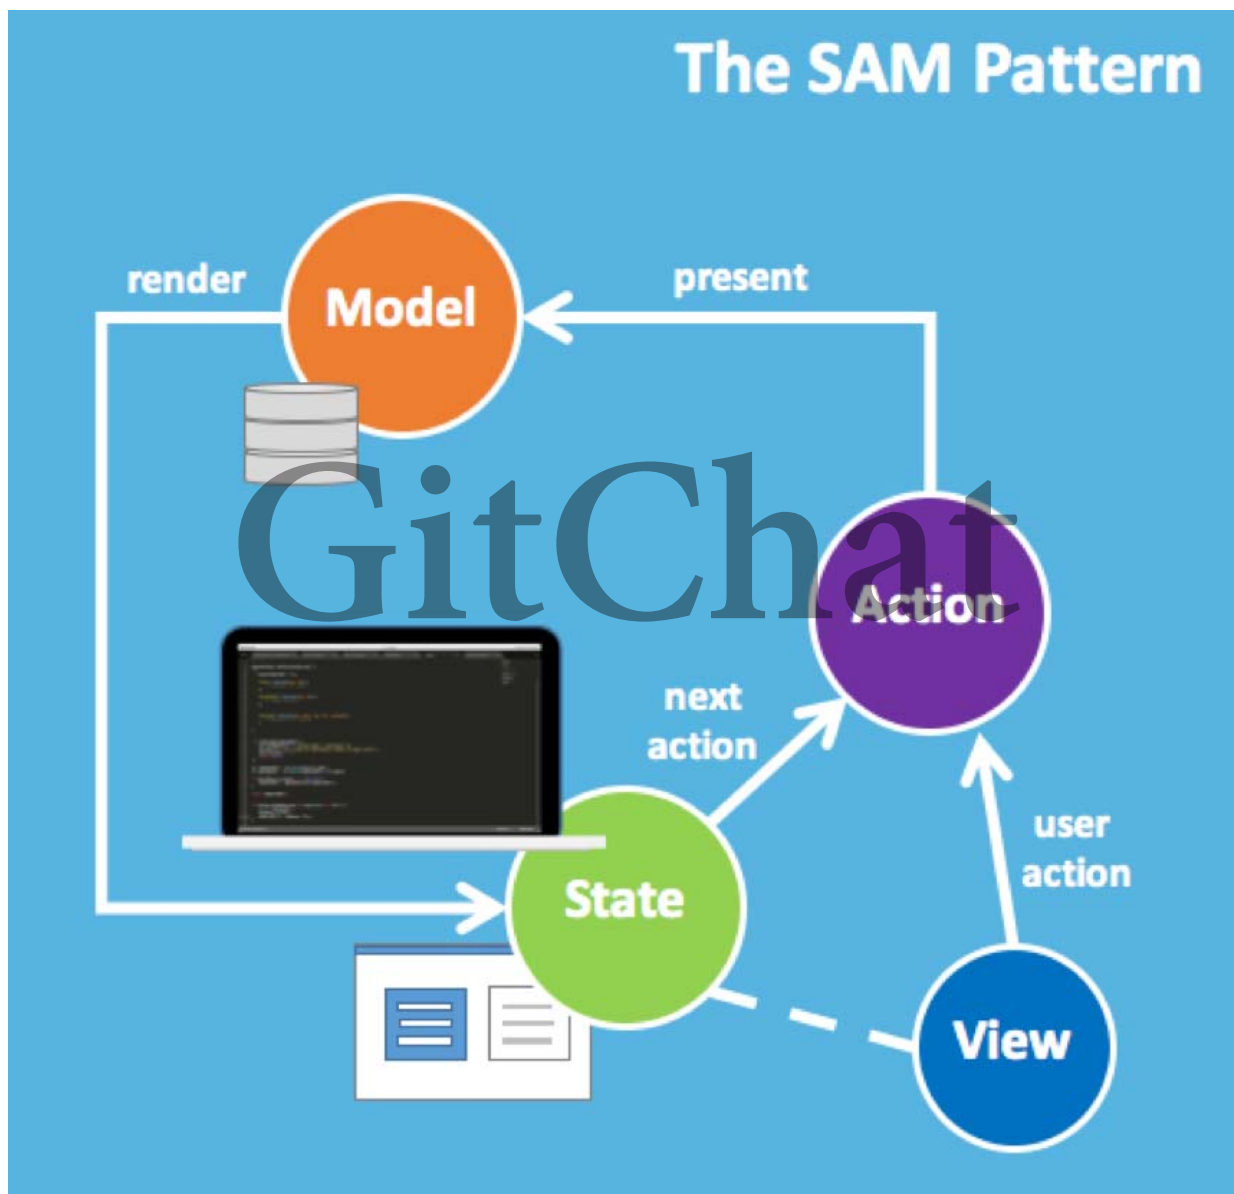 The SAM Pattern
render
present
Model
GitChat
Action
next
action
user
action
State
View